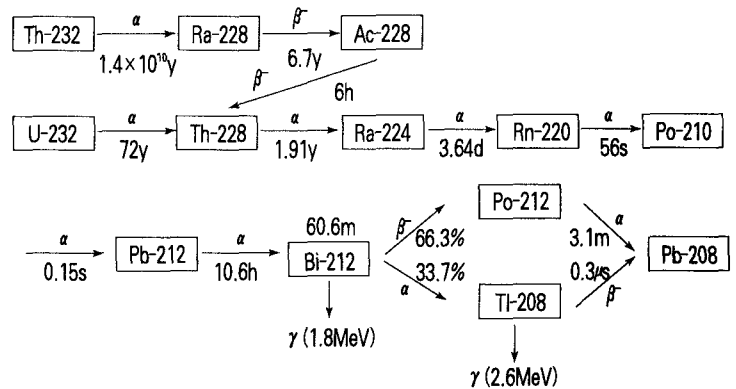 α β⁻
Th-232 Ra-228 Ac-228
1.4×10¹⁰y 6.7y
β⁻ 6h
α α α α
U-232 Th-228 Ra-224 Rn-220 Po-210
72y 1.91y 3.64d 56s
Po-212
α α 60.6m β⁻ 66.3% 3.1m α
Pb-212 Bi-212 Pb-208
0.15s 10.6h 33.7% 0.3μs
α Tl-208 β⁻
γ (1.8MeV)
γ (2.6MeV)